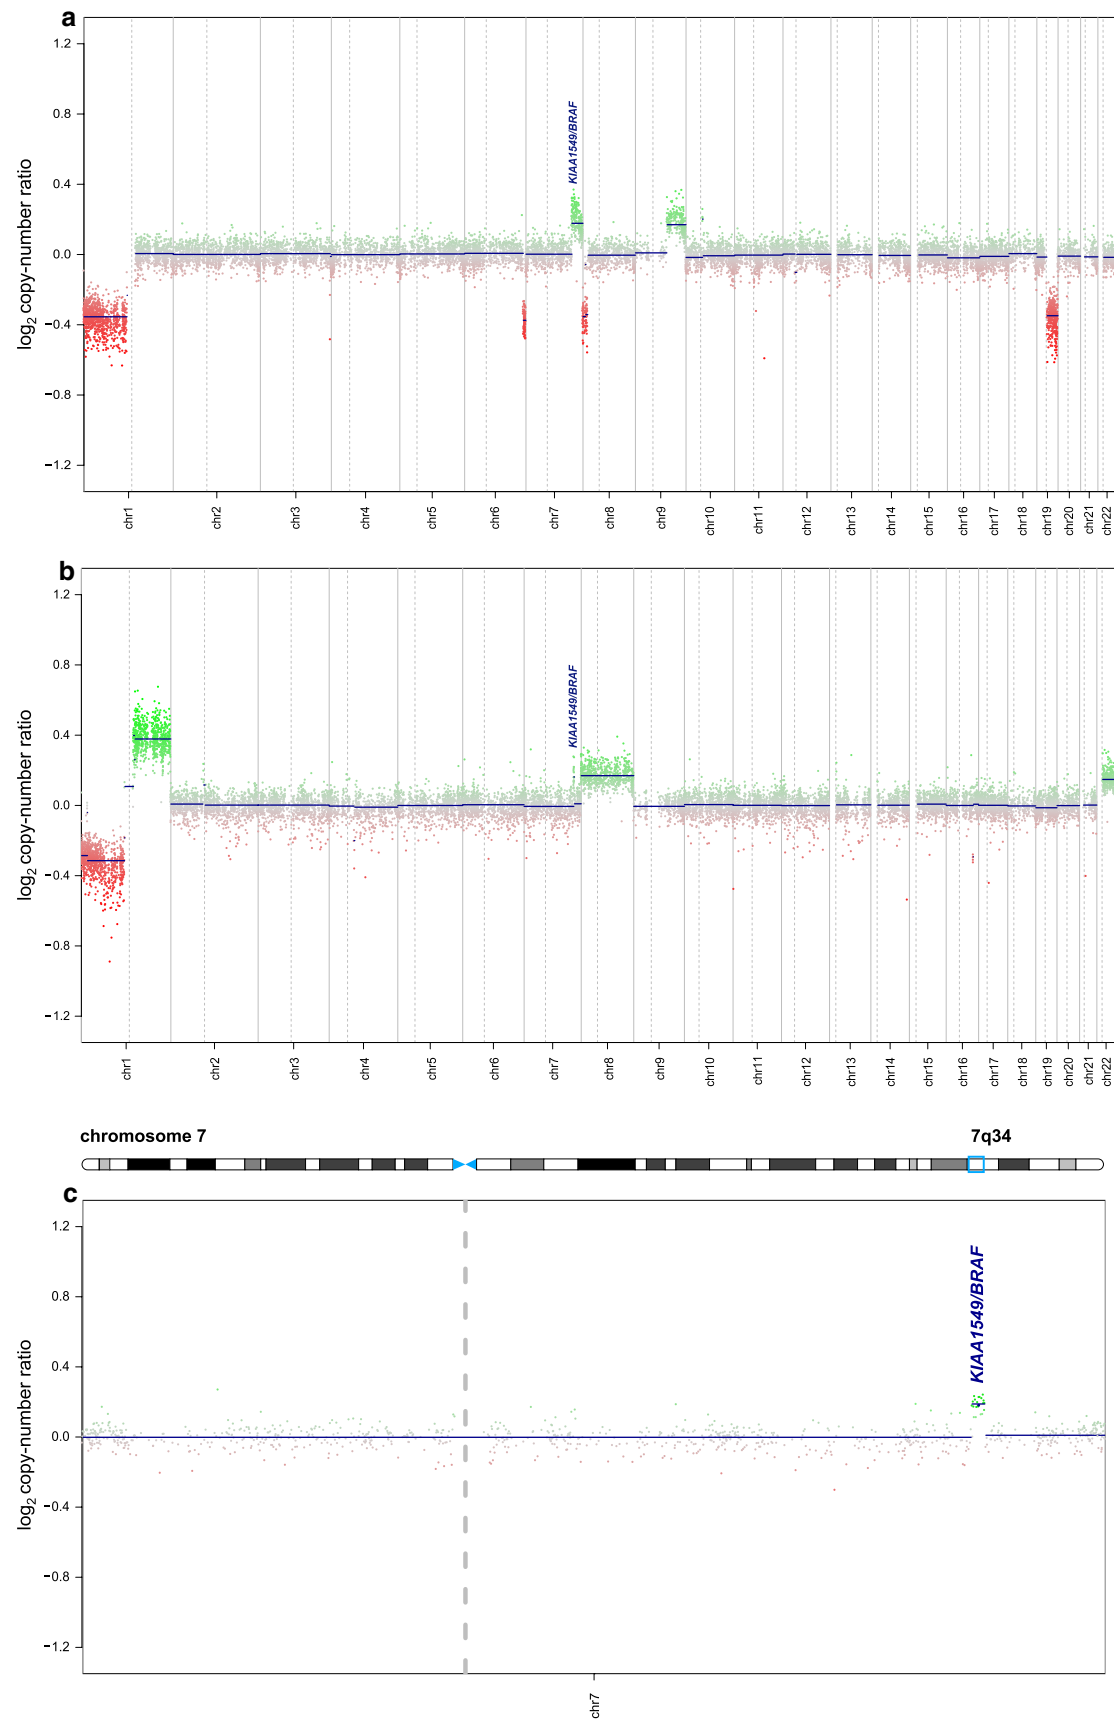 a
log2 copy-number ratio
1.2
0.8
0.4
0.0
−0.4
−0.8
−1.2
KIAA1549/BRAF
chr1
chr2
chr3
chr4
chr5
chr6
chr7
chr8
chr9
chr10
chr11
chr12
chr13
chr14
chr15
chr16
chr17
chr18
chr19
chr20
chr21
chr22
b
log2 copy-number ratio
1.2
0.8
0.4
0.0
−0.4
−0.8
−1.2
KIAA1549/BRAF
chr1
chr2
chr3
chr4
chr5
chr6
chr7
chr8
chr9
chr10
chr11
chr12
chr13
chr14
chr15
chr16
chr17
chr18
chr19
chr20
chr21
chr22
chromosome 7
7q34
c
log2 copy-number ratio
1.2
0.8
0.4
0.0
−0.4
−0.8
−1.2
KIAA1549/BRAF
chr7